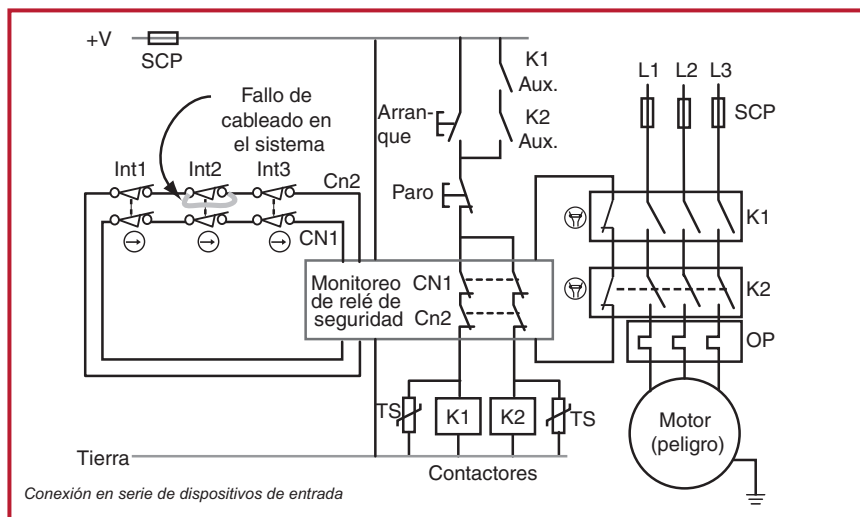 +V
SCP
K1
Aux.
L1 L2 L3
SCP
Fallo de
cableado en
el sistema
Arran-
que
K2
Aux.
Int1 Int2 Int3
Cn2
Paro
K1
CN1
Monitoreo
de relé de
seguridad
CN1
Cn2
K2
OP
TS K1 K2 TS
Motor
(peligro)
Tierra
Contactores
Conexión en serie de dispositivos de entrada